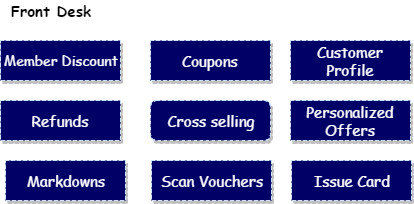 Front Desk
Member Discount
Coupons
Customer
Profile
Refunds
Cross selling
Personalized
Offers
Markdowns
Scan Vouchers
Issue Card